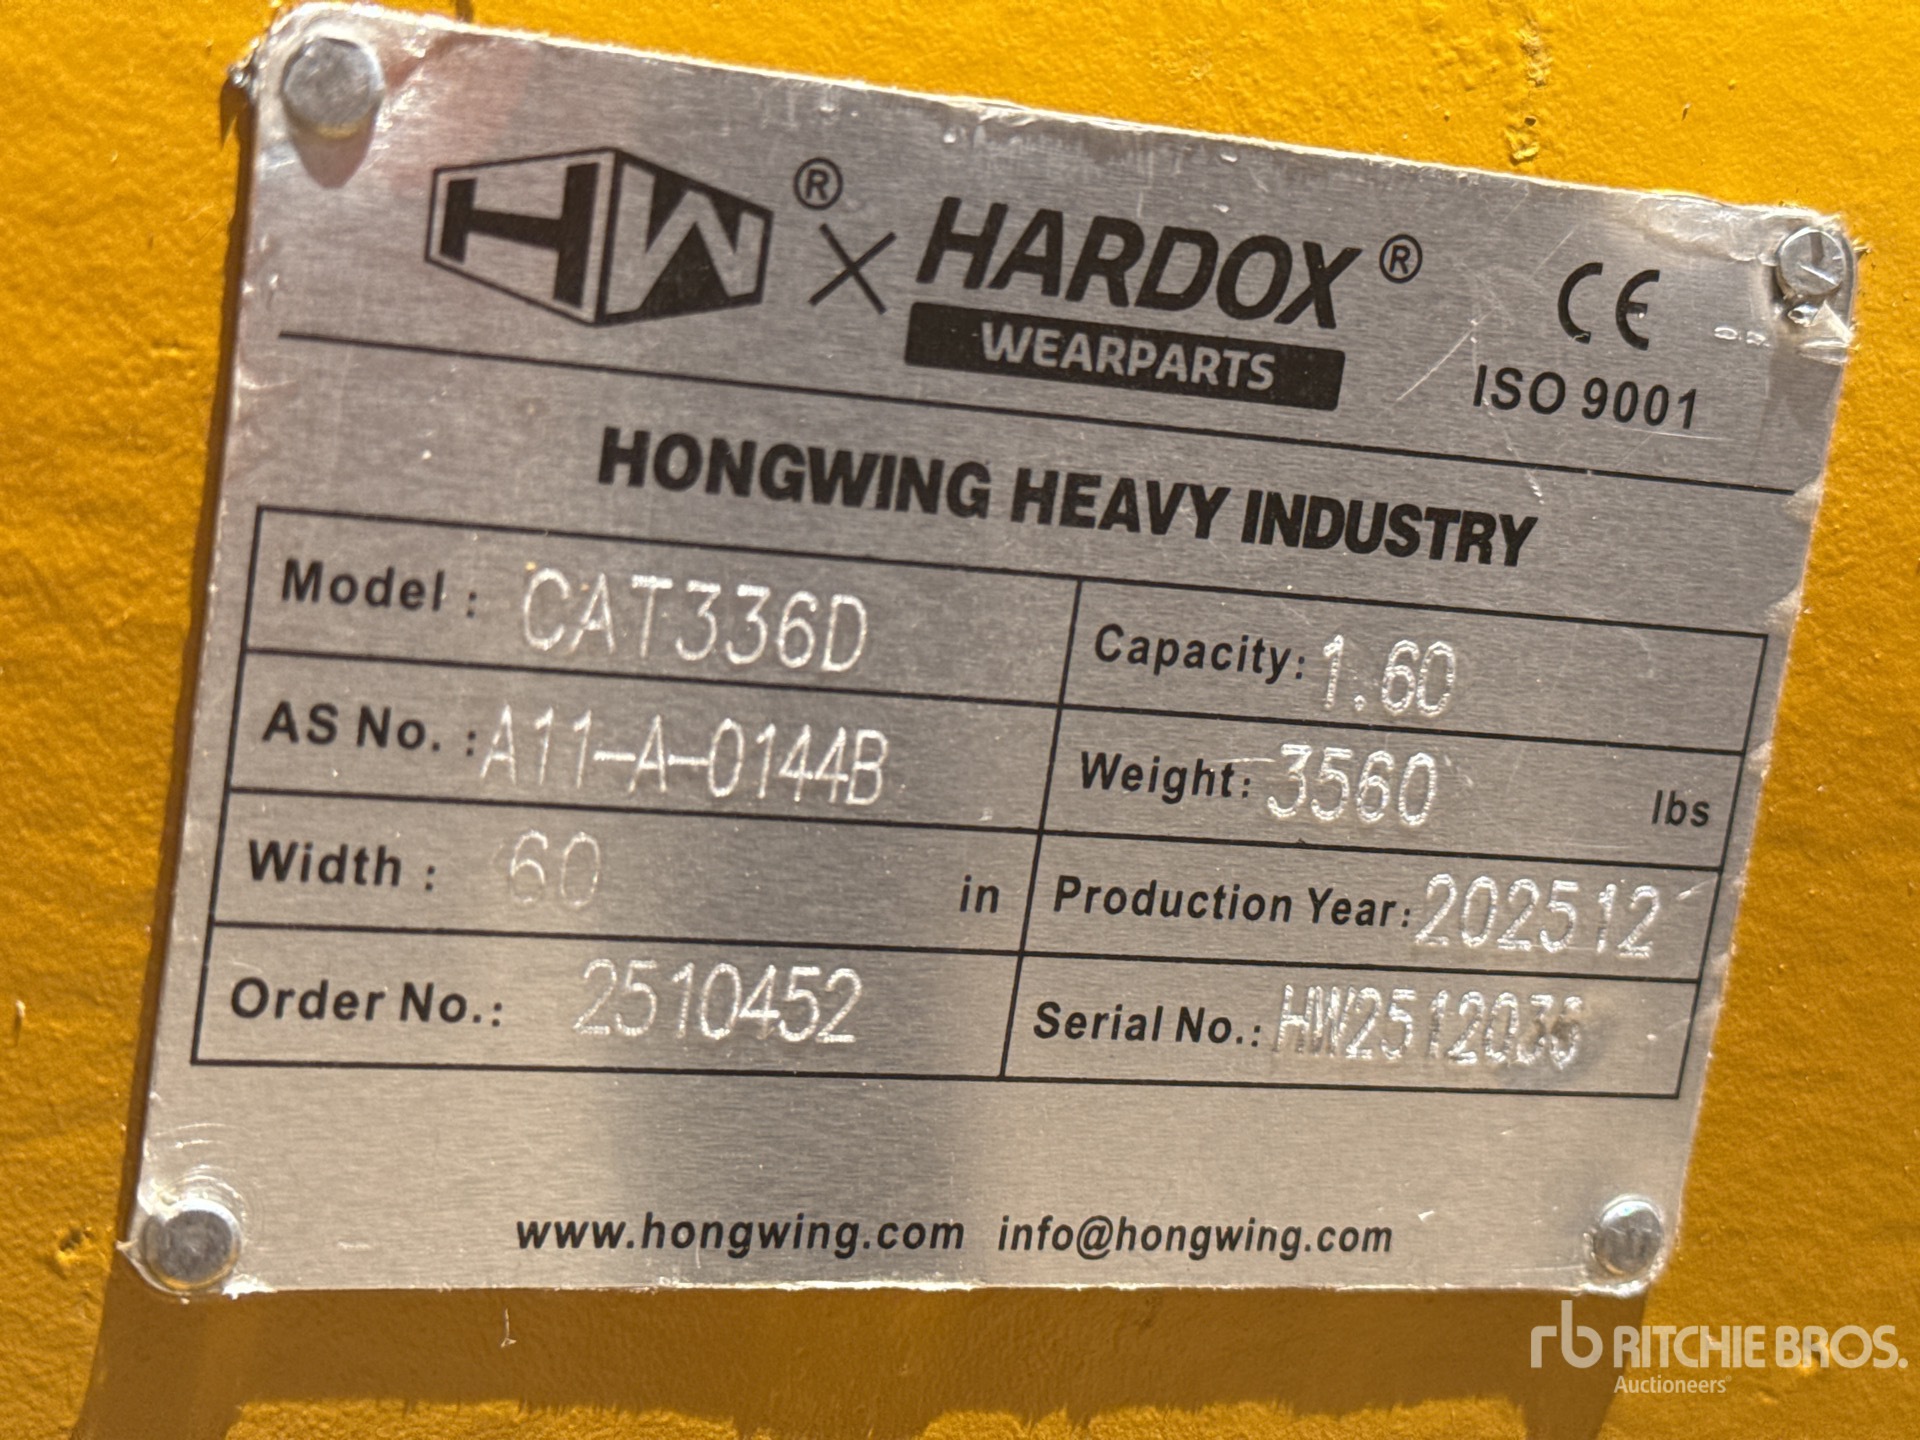 HW® × HARDOX®
WEARPARTS
CE
ISO 9001
HONGWING HEAVY INDUSTRY
Model : CAT336D
Capacity: 1.60
AS No. : A11-A-0144B
Weight: 3560 lbs
Width : 60 in
Production Year: 202512
Order No.: 2510452
Serial No.: HW2512036
www.hongwing.com info@hongwing.com
rb RITCHIE BROS.
Auctioneers